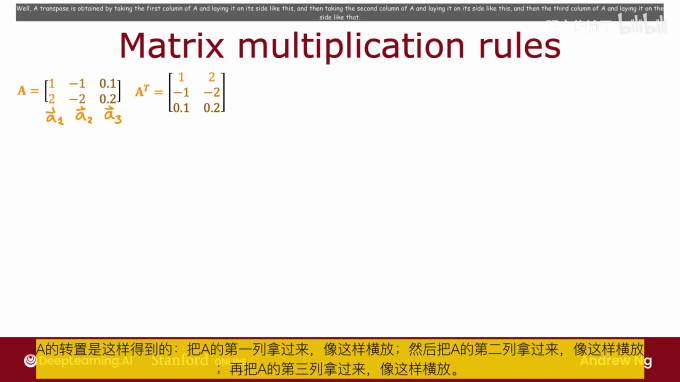 Well, A transpose is obtained by taking the first column of A and laying it on its side like this, and then taking the second column of A and laying it on its side like this, and then the third column of A and laying it on the
side like that.
bilibili
Matrix multiplication rules
A = [1 -1 0.1
2 -2 0.2]
a⃗1 a⃗2 a⃗3
A^T = [1 2
-1 -2
0.1 0.2]
A的转置是这样得到的：把A的第一列拿过来，像这样横放；然后把A的第二列拿过来，像这样横放
；再把A的第三列拿过来，像这样横放。
DeepLearning.AI Stanford ONLINE Andrew Ng